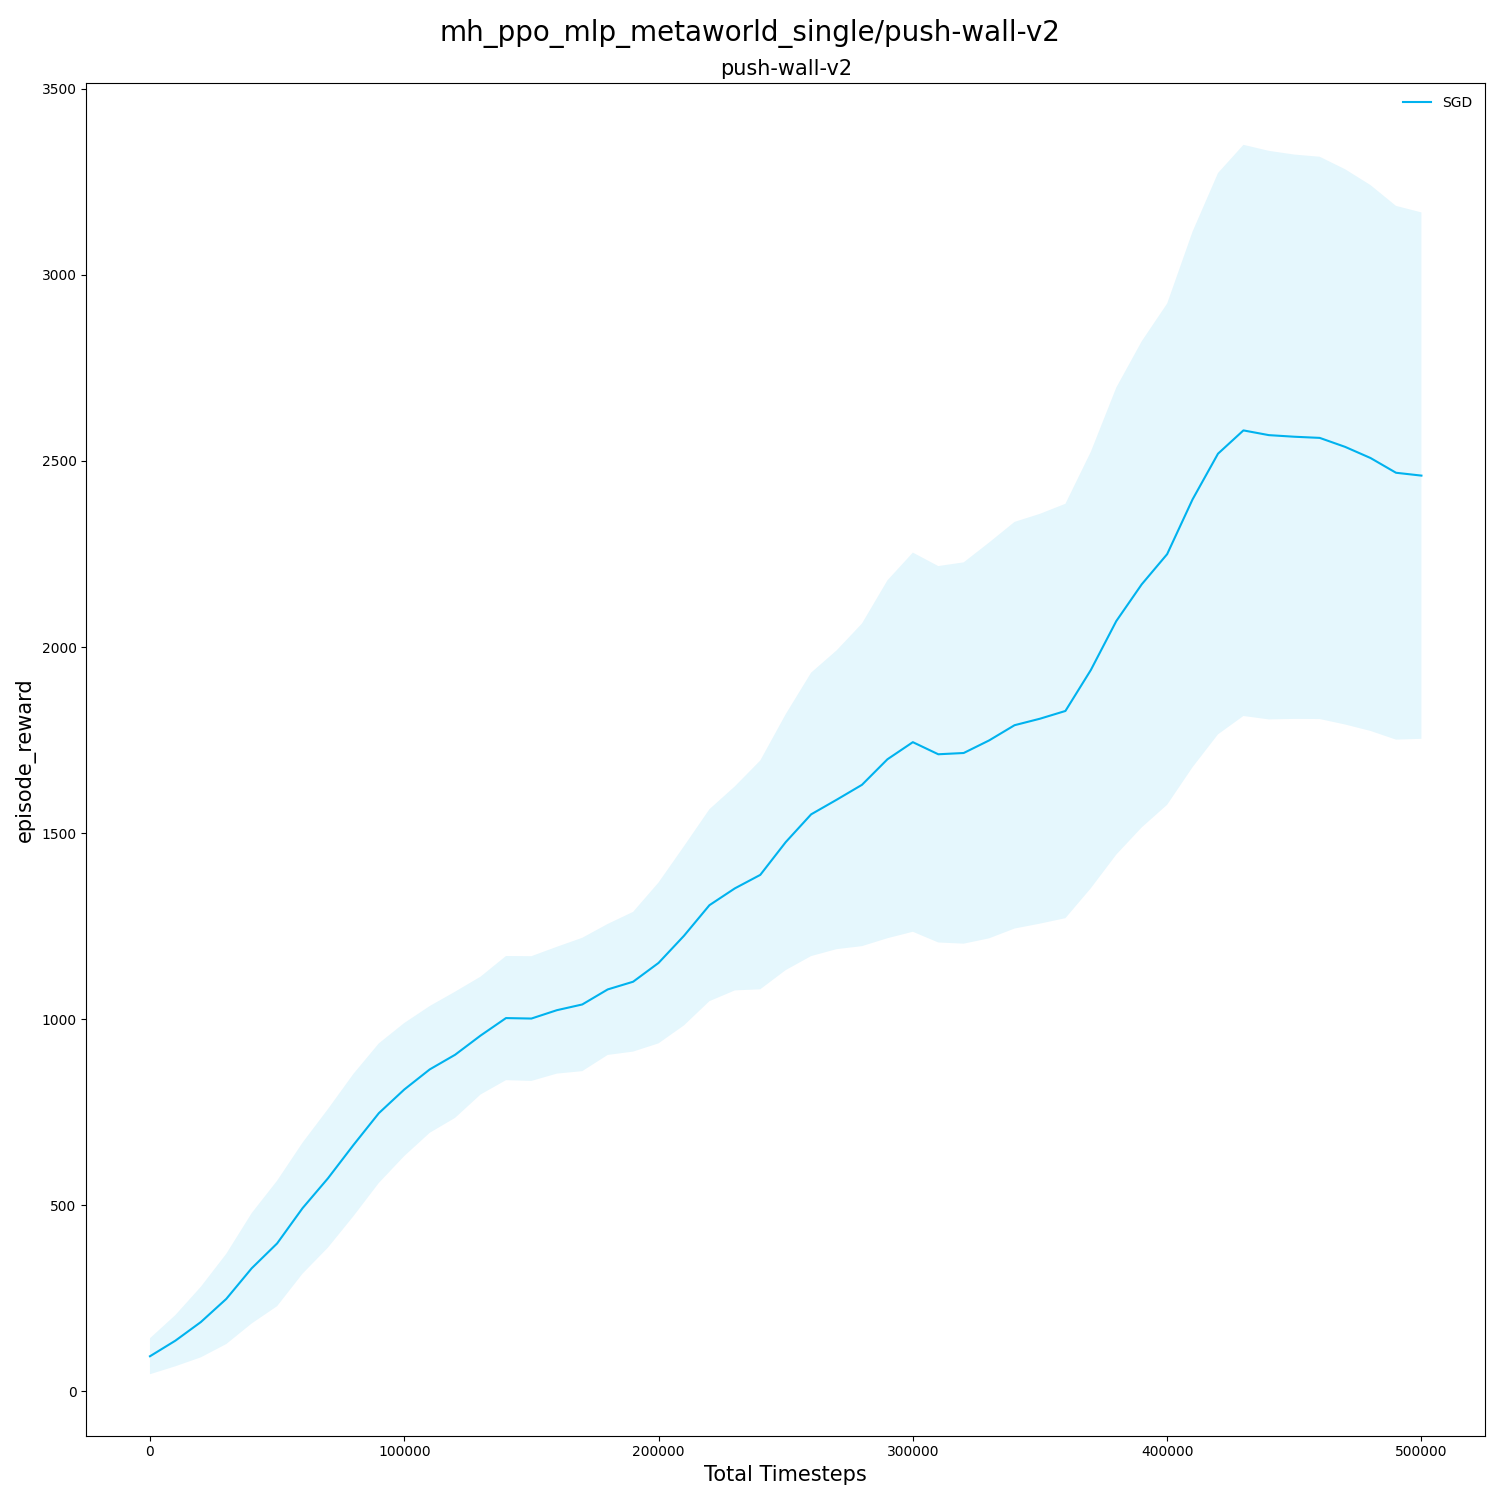 mh_ppo_mlp_metaworld_single/push-wall-v2
push-wall-v2
SGD
episode_reward
3500
3000
2500
2000
1500
1000
500
0
0 100000 200000 300000 400000 500000
Total Timesteps